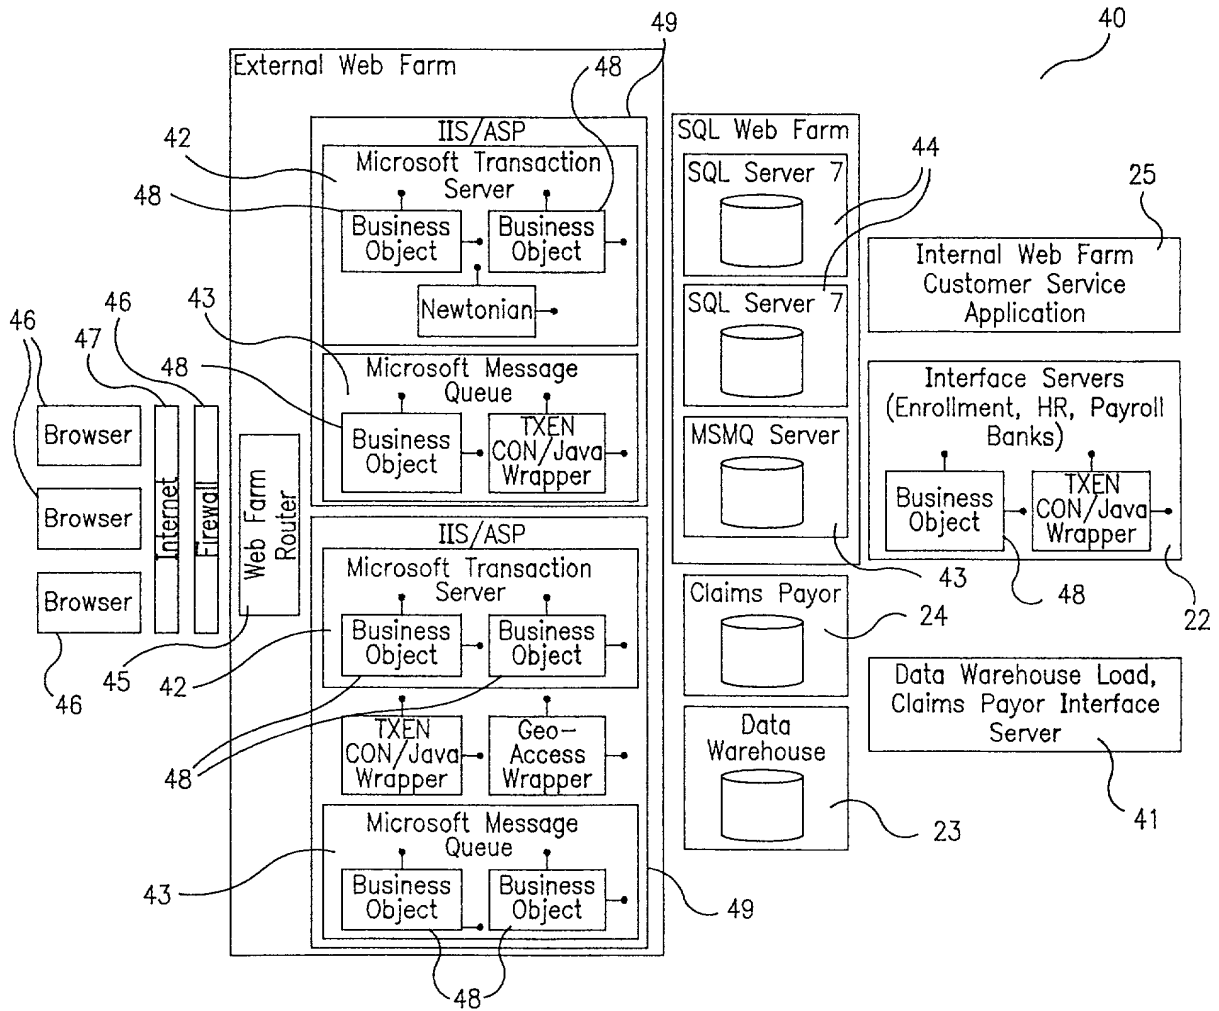 49
40
External Web Farm
48
IIS/ASP
42
Microsoft Transaction
Server
48
Business
Object
Business
Object
Newtonian
SQL Web Farm
SQL Server 7
44
SQL Server 7
25
Internal Web Farm
Customer Service
Application
43
46
47
46
48
Microsoft Message
Queue
Business
Object
TXEN
CON/Java
Wrapper
MSMQ Server
43
Interface Servers
(Enrollment, HR, Payroll
Banks)
Business
Object
TXEN
CON/Java
Wrapper
48
22
Browser
Browser
Browser
46
Internet
Firewall
Web Farm
Router
45
IIS/ASP
Microsoft Transaction
Server
Business
Object
Business
Object
42
48
48
TXEN
CON/Java
Wrapper
Geo-
Access
Wrapper
Claims Payor
24
Data
Warehouse
23
Data Warehouse Load,
Claims Payor Interface
Server
41
Microsoft Message
Queue
43
Business
Object
Business
Object
49
48